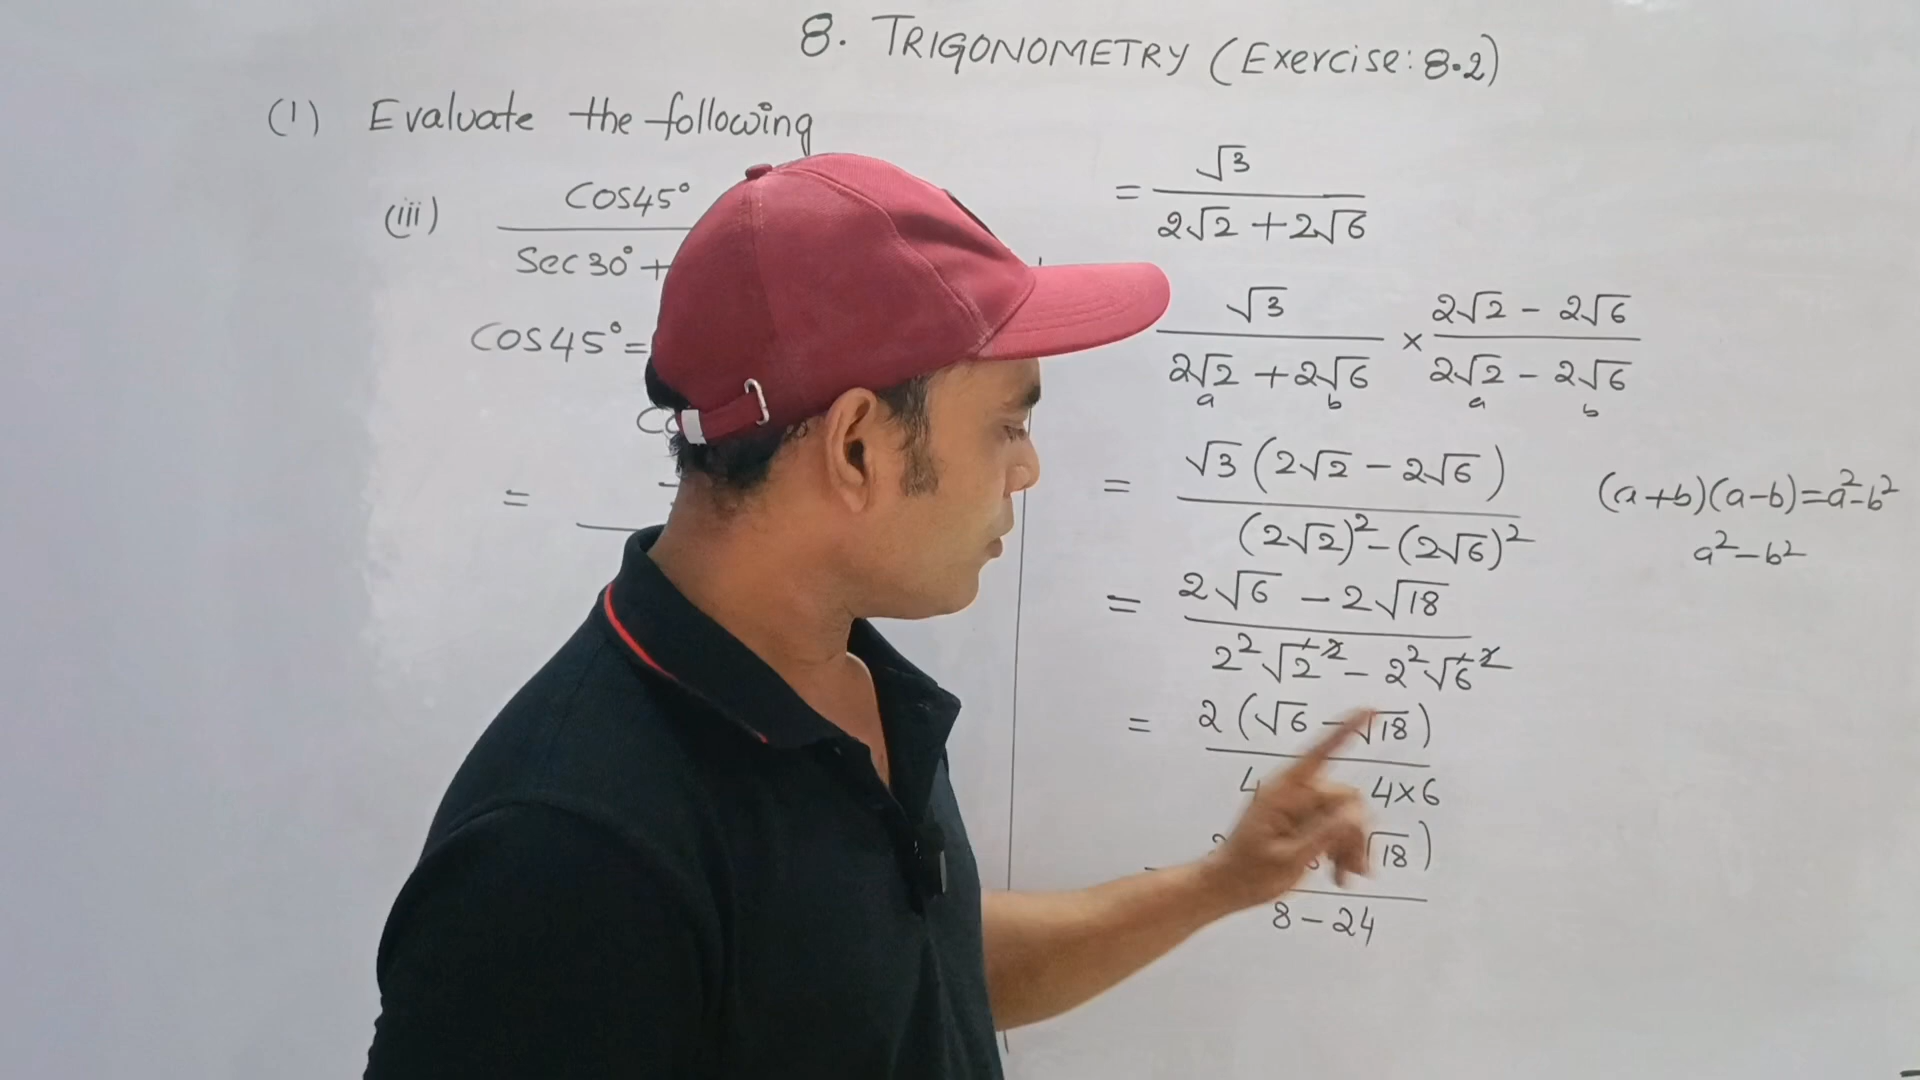 8. TRIGONOMETRY (Exercise: 8.2)
(1) Evaluate the following
(iii) Cos45°
Sec30° +
Cos45° =
=
= √3
2√2 + 2√6
√3 × 2√2 - 2√6
2√2 + 2√6 2√2 - 2√6
a b a b
= √3 (2√2 - 2√6)
(2√2)² - (2√6)²
(a+b)(a-b) = a²-b²
a² - b²
= 2√6 - 2√18
2² √2² - 2² √6²
= 2 (√6 - √18)
4 - 4×6
√18)
8 - 24